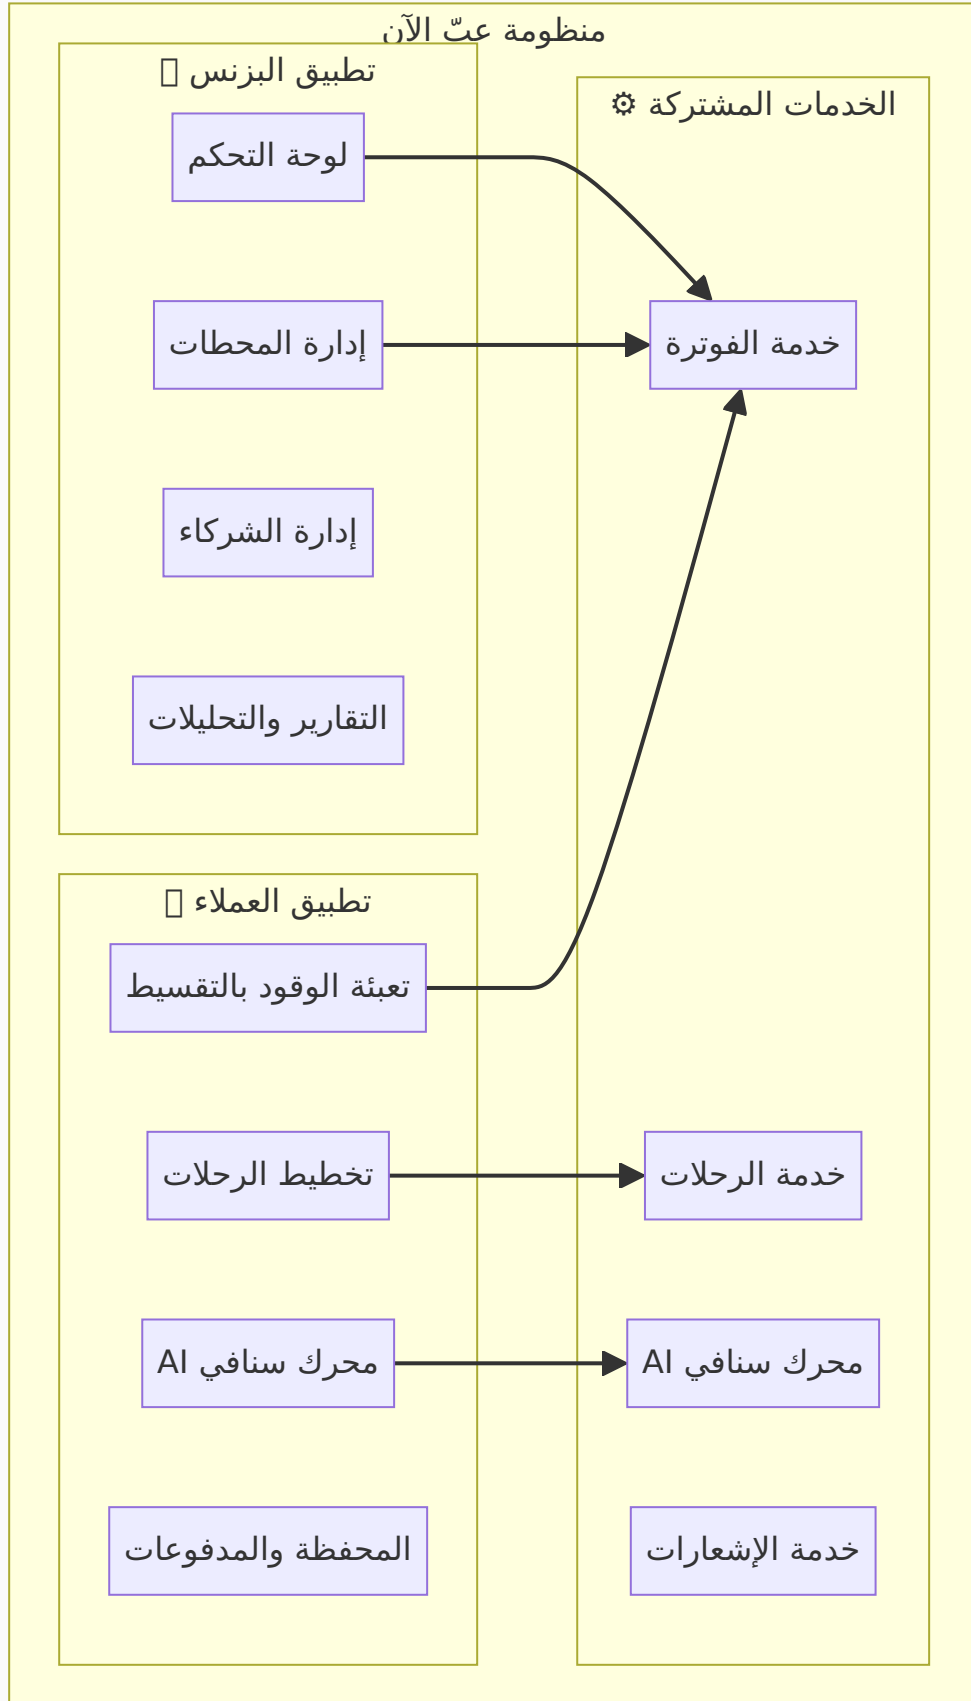 منظومة عبّ الآن
تطبيق البزنس
لوحة التحكم
إدارة المحطات
إدارة الشركاء
التقارير والتحليلات
تطبيق العملاء
تعبئة الوقود بالتقسيط
تخطيط الرحلات
محرك سنافي AI
المحفظة والمدفوعات
الخدمات المشتركة ⚙
خدمة الفوترة
خدمة الرحلات
محرك سنافي AI
خدمة الإشعارات